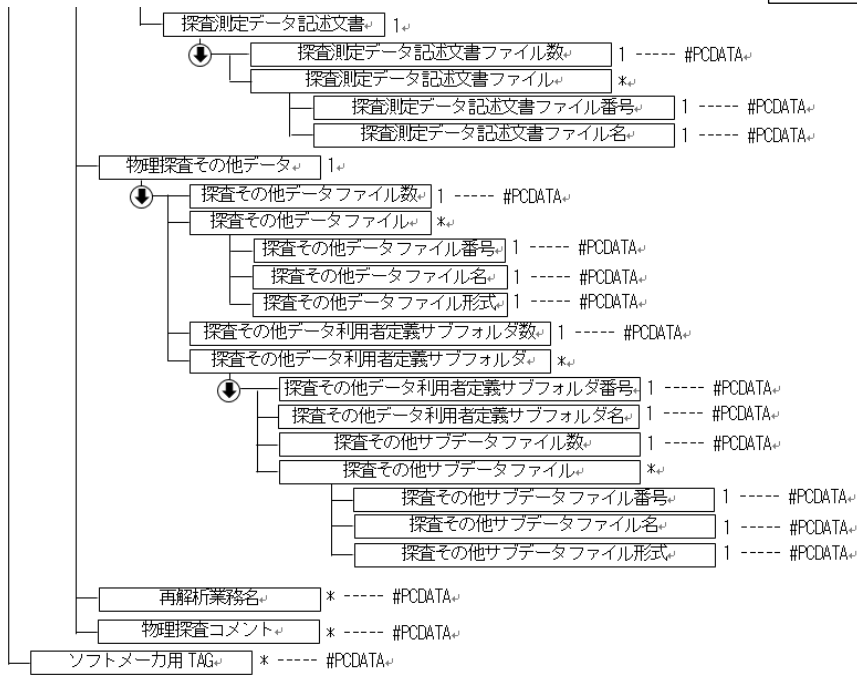 探査測定データ記述文書↵ 1↵
探査測定データ記述文書ファイル数↵ 1 ----- #PCDATA↵
探査測定データ記述文書ファイル↵ *↵
探査測定データ記述文書ファイル番号↵ 1 ----- #PCDATA↵
探査測定データ記述文書ファイル名↵ 1 ----- #PCDATA↵
物理探査その他データ↵ 1↵
探査その他データファイル数↵ 1 ----- #PCDATA↵
探査その他データファイル↵ *↵
探査その他データファイル番号↵ 1 ----- #PCDATA↵
探査その他データファイル名↵ 1 ----- #PCDATA↵
探査その他データファイル形式↵ 1 ----- #PCDATA↵
探査その他データ利用者定義サブフォルダ数↵ 1 ----- #PCDATA↵
探査その他データ利用者定義サブフォルダ↵ *↵
探査その他データ利用者定義サブフォルダ番号↵ 1 ----- #PCDATA↵
探査その他データ利用者定義サブフォルダ名↵ 1 ----- #PCDATA↵
探査その他サブデータファイル数↵ 1 ----- #PCDATA↵
探査その他サブデータファイル↵ *↵
探査その他サブデータファイル番号↵ 1 ----- #PCDATA↵
探査その他サブデータファイル名↵ 1 ----- #PCDATA↵
探査その他サブデータファイル形式↵ 1 ----- #PCDATA↵
再解析業務名↵ * ----- #PCDATA↵
物理探査コメント↵ * ----- #PCDATA↵
ソフトメーカ用 TAG↵ * ----- #PCDATA↵